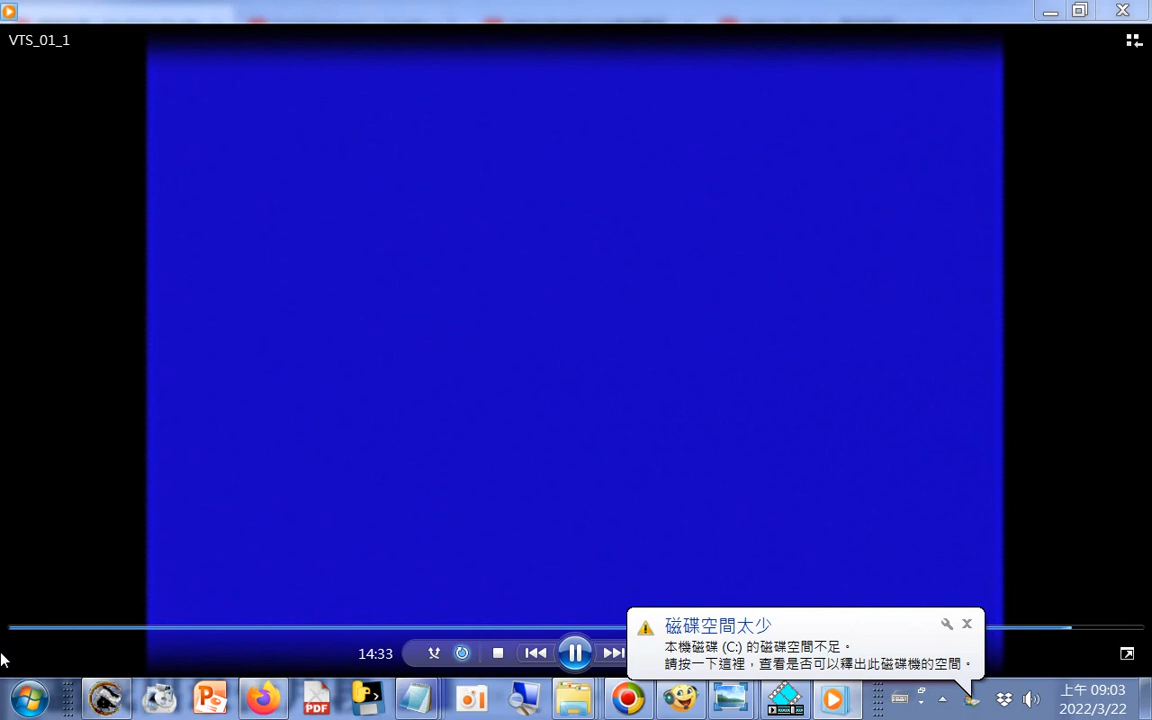 VTS_01_1
14:33
磁碟空間太少
本機磁碟 (C:) 的磁碟空間不足。
請按一下這裡，查看是否可以釋出此磁碟機的空間。
PDF
上午 09:03
2022/3/22